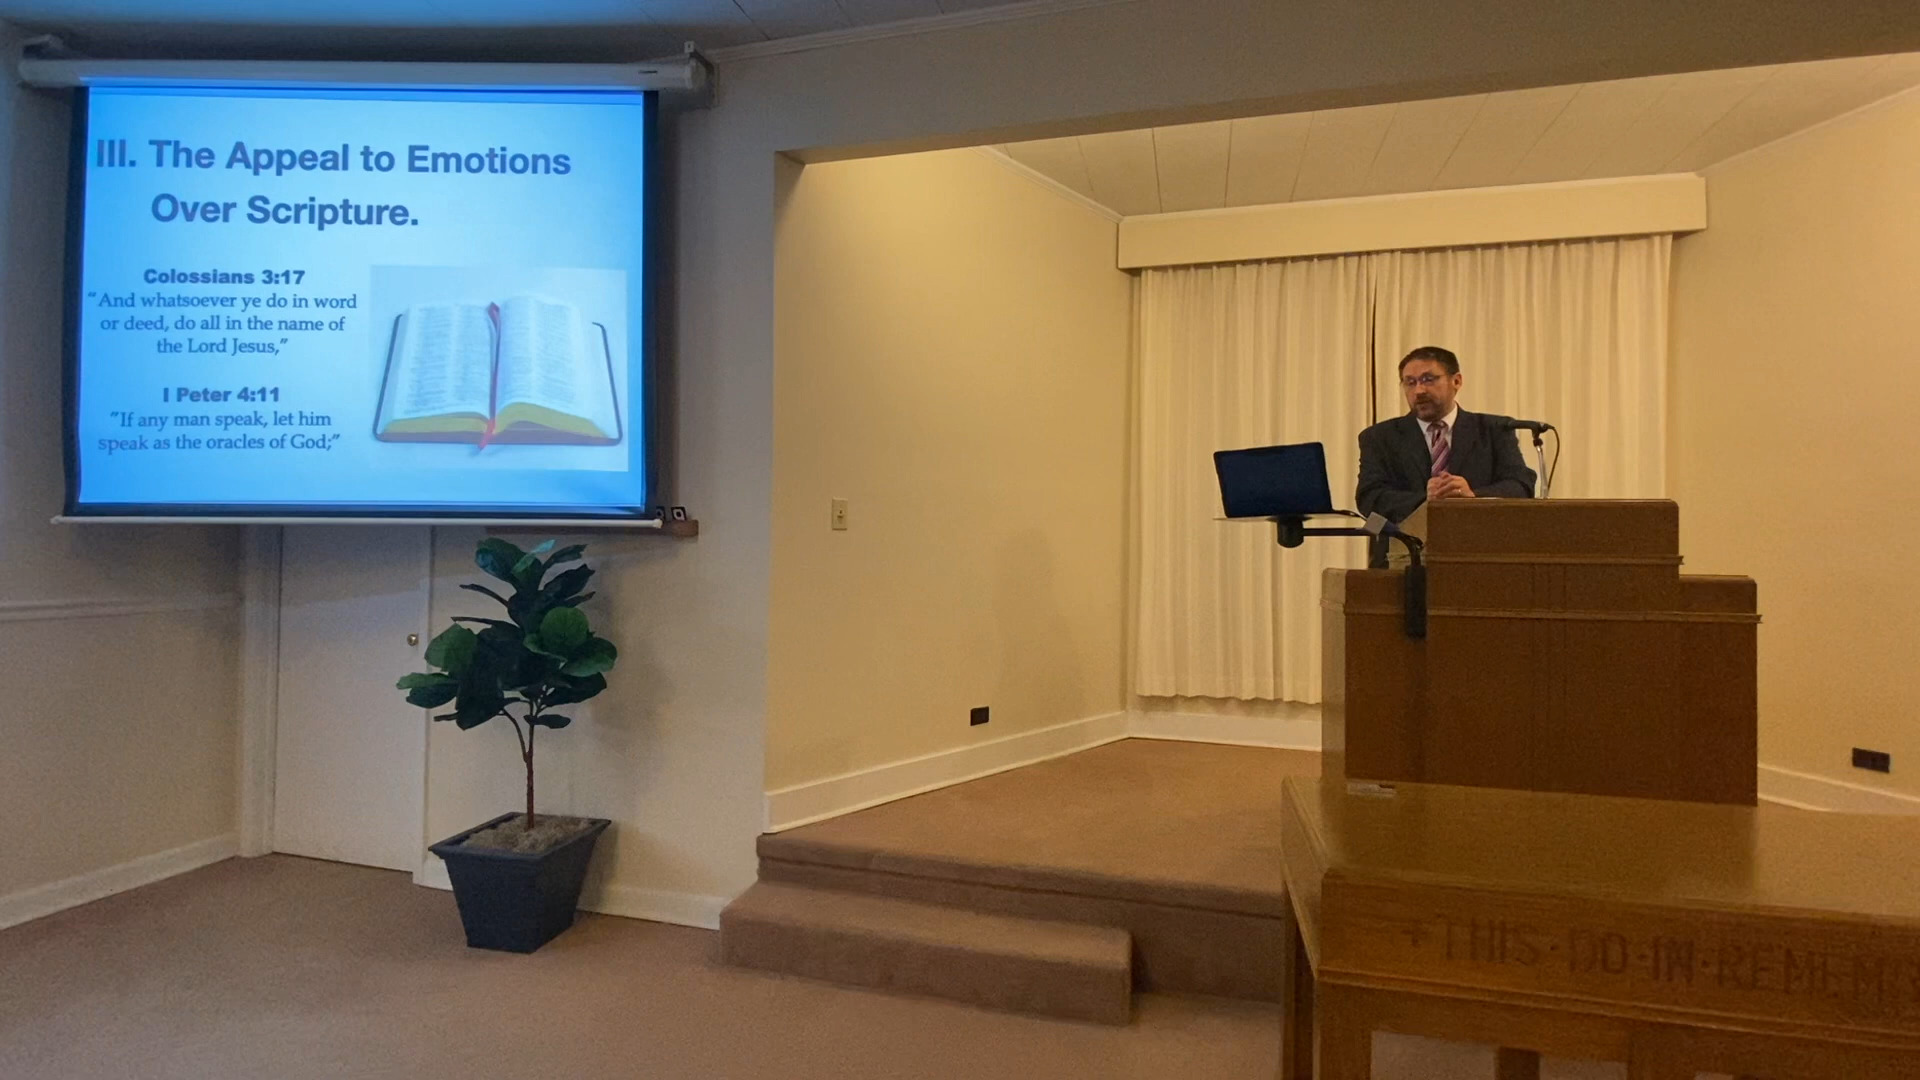 III. The Appeal to Emotions
Over Scripture.
Colossians 3:17
“And whatsoever ye do in word
or deed, do all in the name of
the Lord Jesus,”
I Peter 4:11
”If any man speak, let him
speak as the oracles of God;”
THIS·DO·IN·REMEM